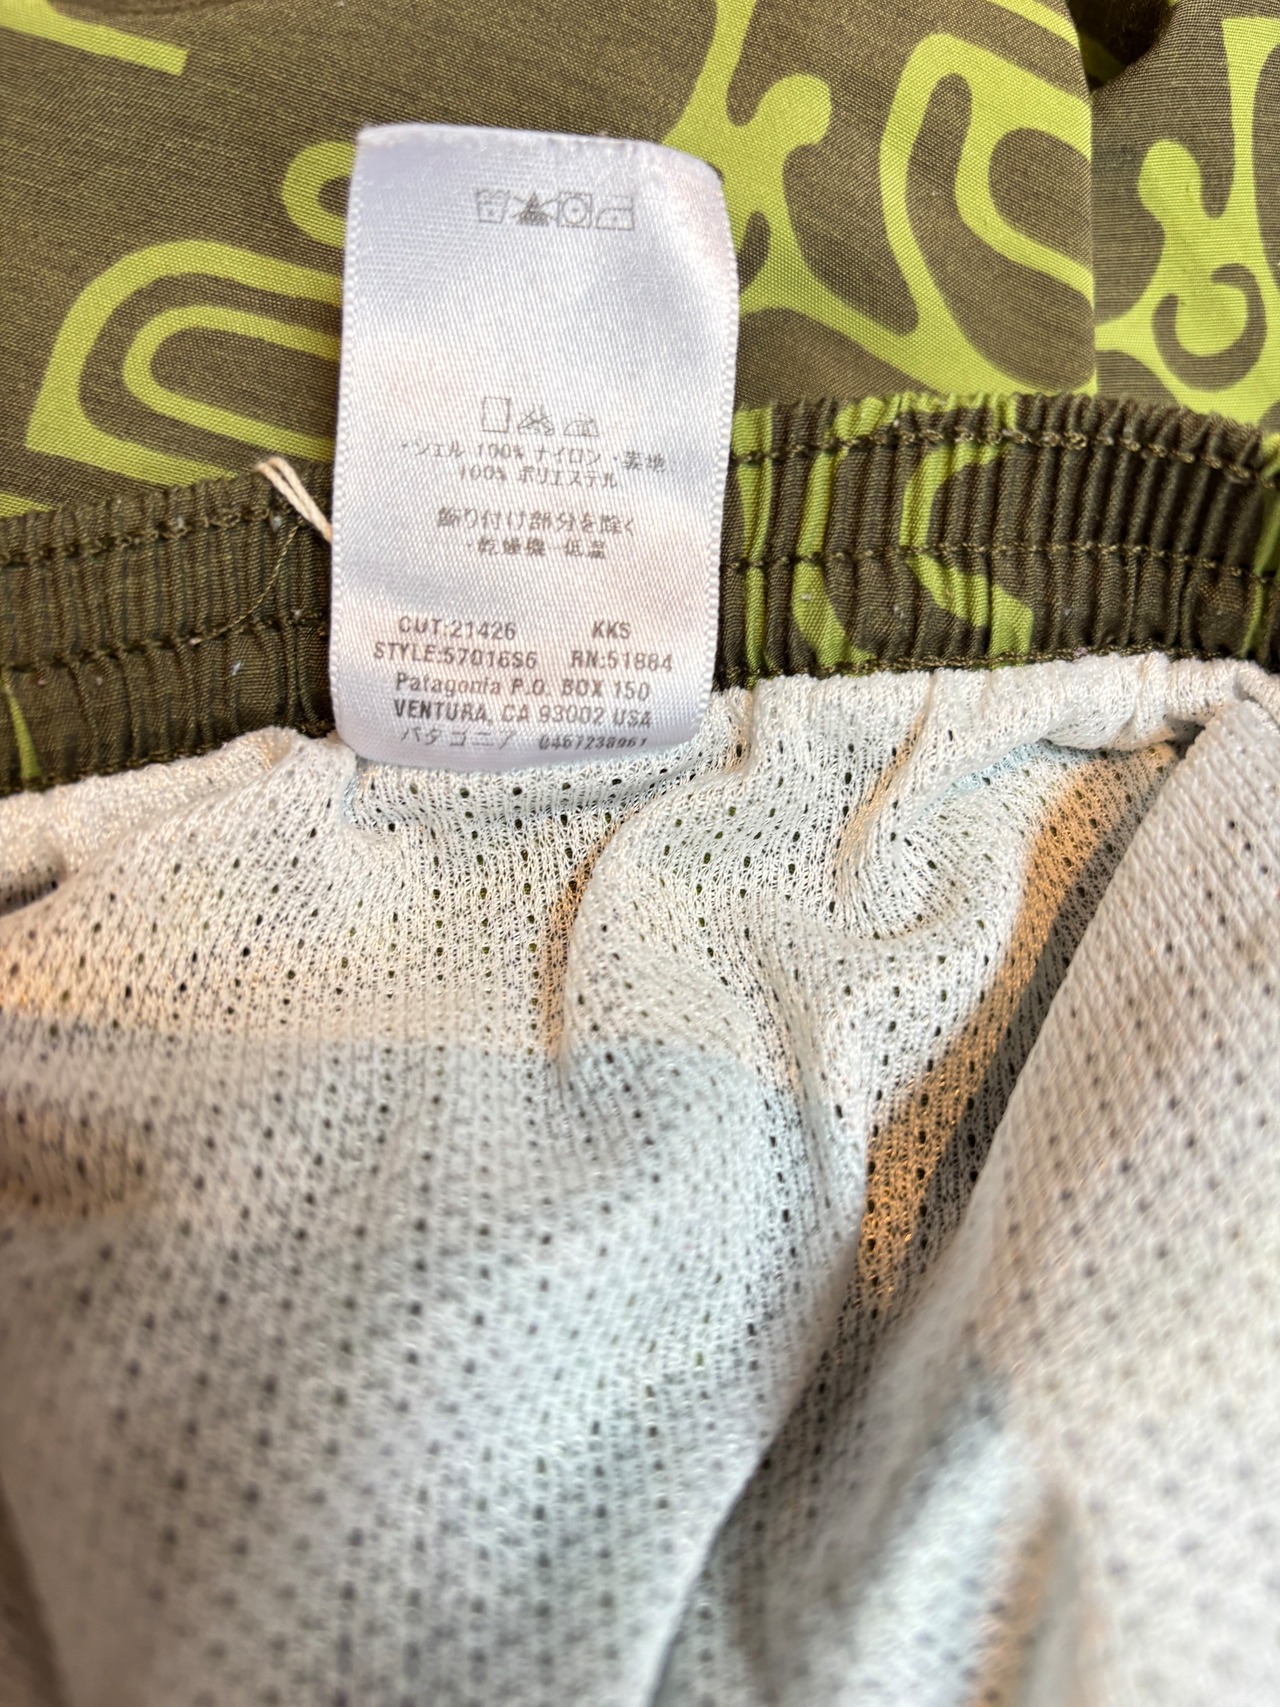 ・シェル 100% ナイロン・裏地
100% ポリエステル
飾り付け部分を除く
・乾燥機-低温
CUT:21426 KKS
STYLE:57016S6 RN:51884
Patagonia P.O. BOX 150
VENTURA, CA 93002 USA
パタゴニア 0467238961